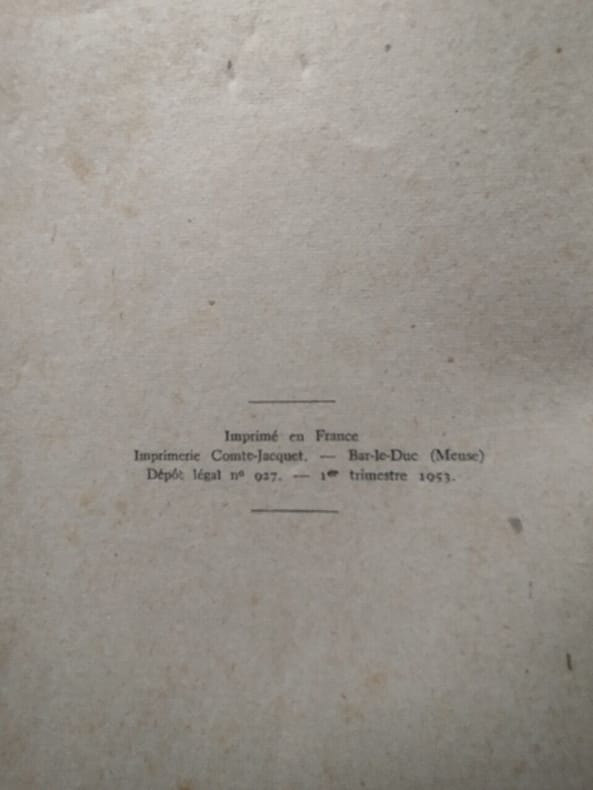 Imprimé en France
Imprimerie Comte-Jacquet. — Bar-le-Duc (Meuse)
Dépôt légal nº 927. — 1er trimestre 1953.